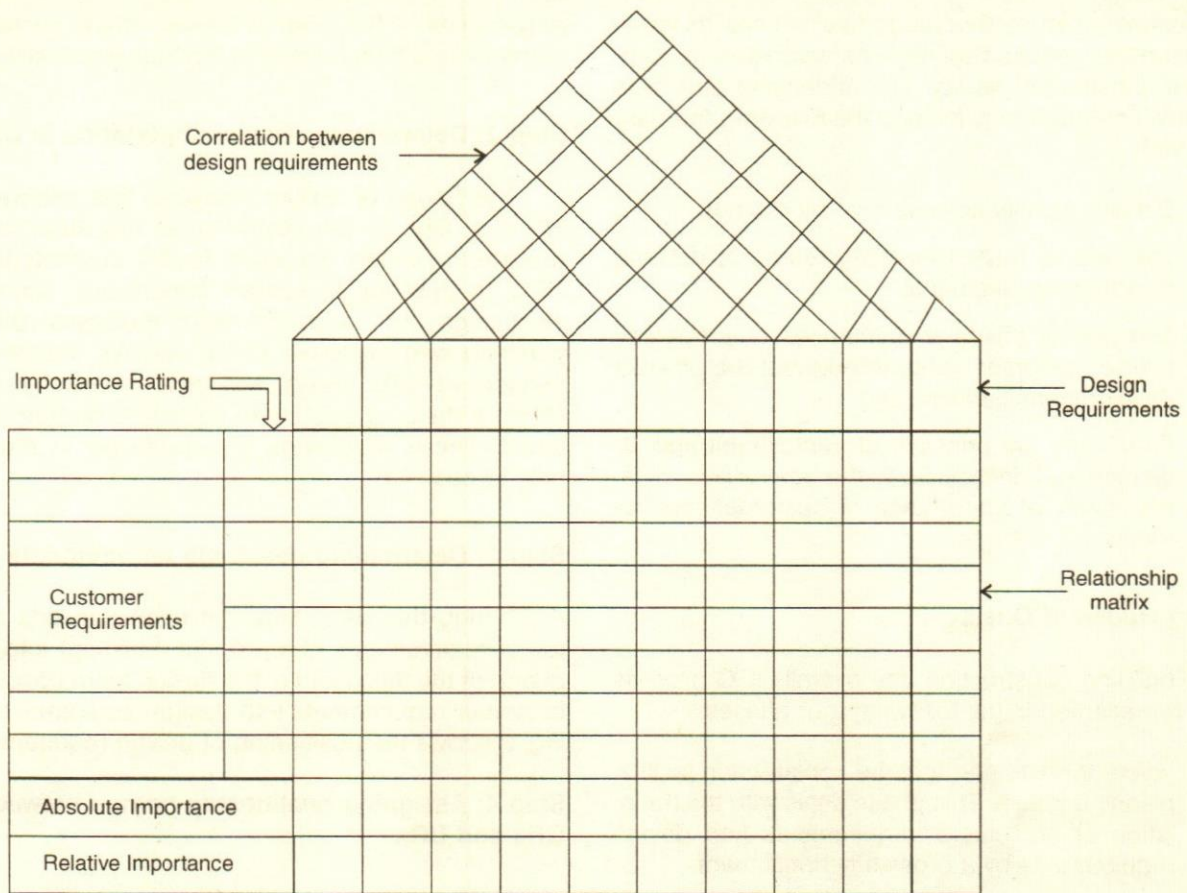 Correlation between
design requirements
Importance Rating
Design
Requirements
Customer
Requirements
Relationship
matrix
Absolute Importance
Relative Importance